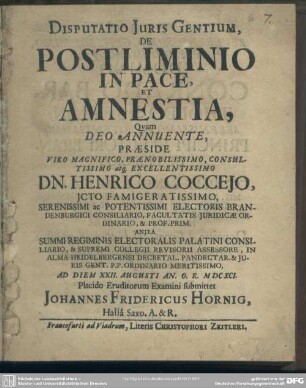 7.
DISPUTATIO JURIS GENTIUM,
DE
POSTLIMINIO
IN PACE,
ET
AMNESTIA,
QVam
DEO ANNUENTE,
PRÆSIDE
VIRO MAGNIFICO, PRÆNOBILISSIMO, CONSUL-
TISSIMO atq; EXCELLENTISSIMO
DN. HENRICO COCCEJO,
JCTO FAMIGERATISSIMO,
SERENISSIMI ac POTENTISSIMI ELECTORIS BRAN-
DENBURGICI CONSILIARIO, FACULTATIS JURIDICÆ OR-
DINARIO, & PROF. PRIM.
ANTEA
SUMMI REGIMINIS ELECTORALIS PALATINI CONSI-
LIARIO, & SUPREMI COLLEGII REVISORII ASSESSORE, IN
ALMA HEIDELBERGENSI DECRETAL. PANDECTAR. & JU-
RIS GENT. P.P. ORDINARIO MERITISSIMO,
AD DIEM XXII. AUGUSTI AN. O. R. MDCXCI.
Placido Eruditorum Examini submittet
JOHANNES FRIDERICUS HORNIG,
Hallâ Saxo. A. & R.
Francofurti ad Viadrum, Literis CHRISTOPHORI ZEITLERI.